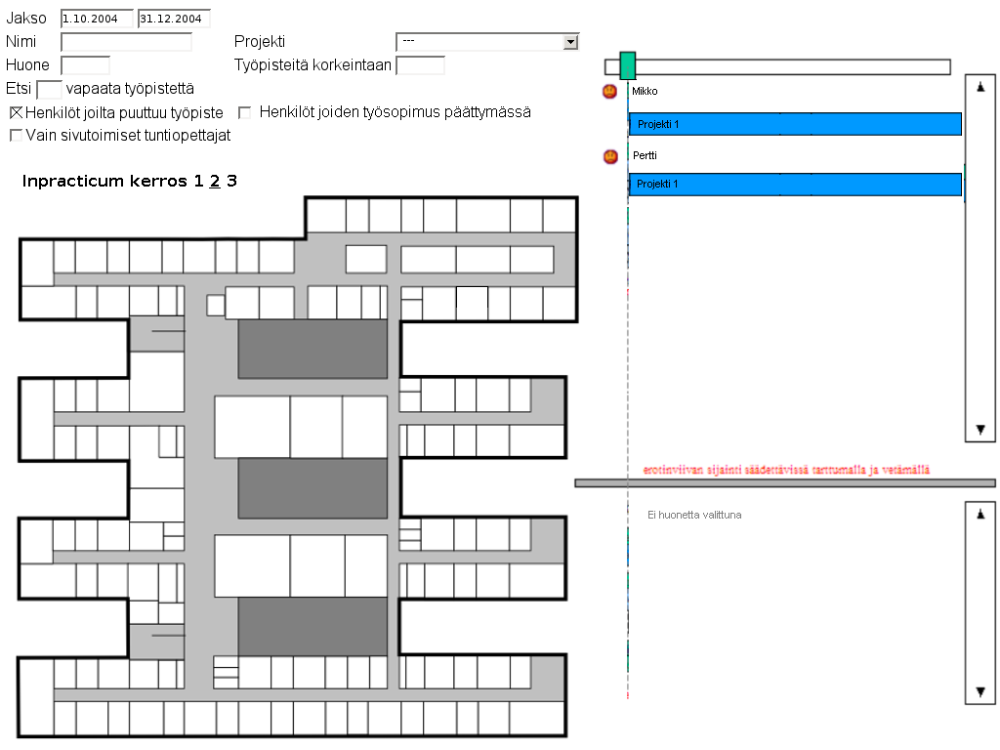 Jakso 1.10.2004 31.12.2004
Nimi Projekti ---
Huone Työpisteitä korkeintaan
Etsi vapaata työpistettä
Henkilöt joilta puuttuu työpiste Henkilöt joiden työsopimus päättymässä
Vain sivutoimiset tuntiopettajat
Inpracticum kerros 1 2 3
Mikko
Projekti 1
Pertti
Projekti 1
erotinviivan sijainti säädettävissä tarttumalla ja vetämällä
Ei huonetta valittuna